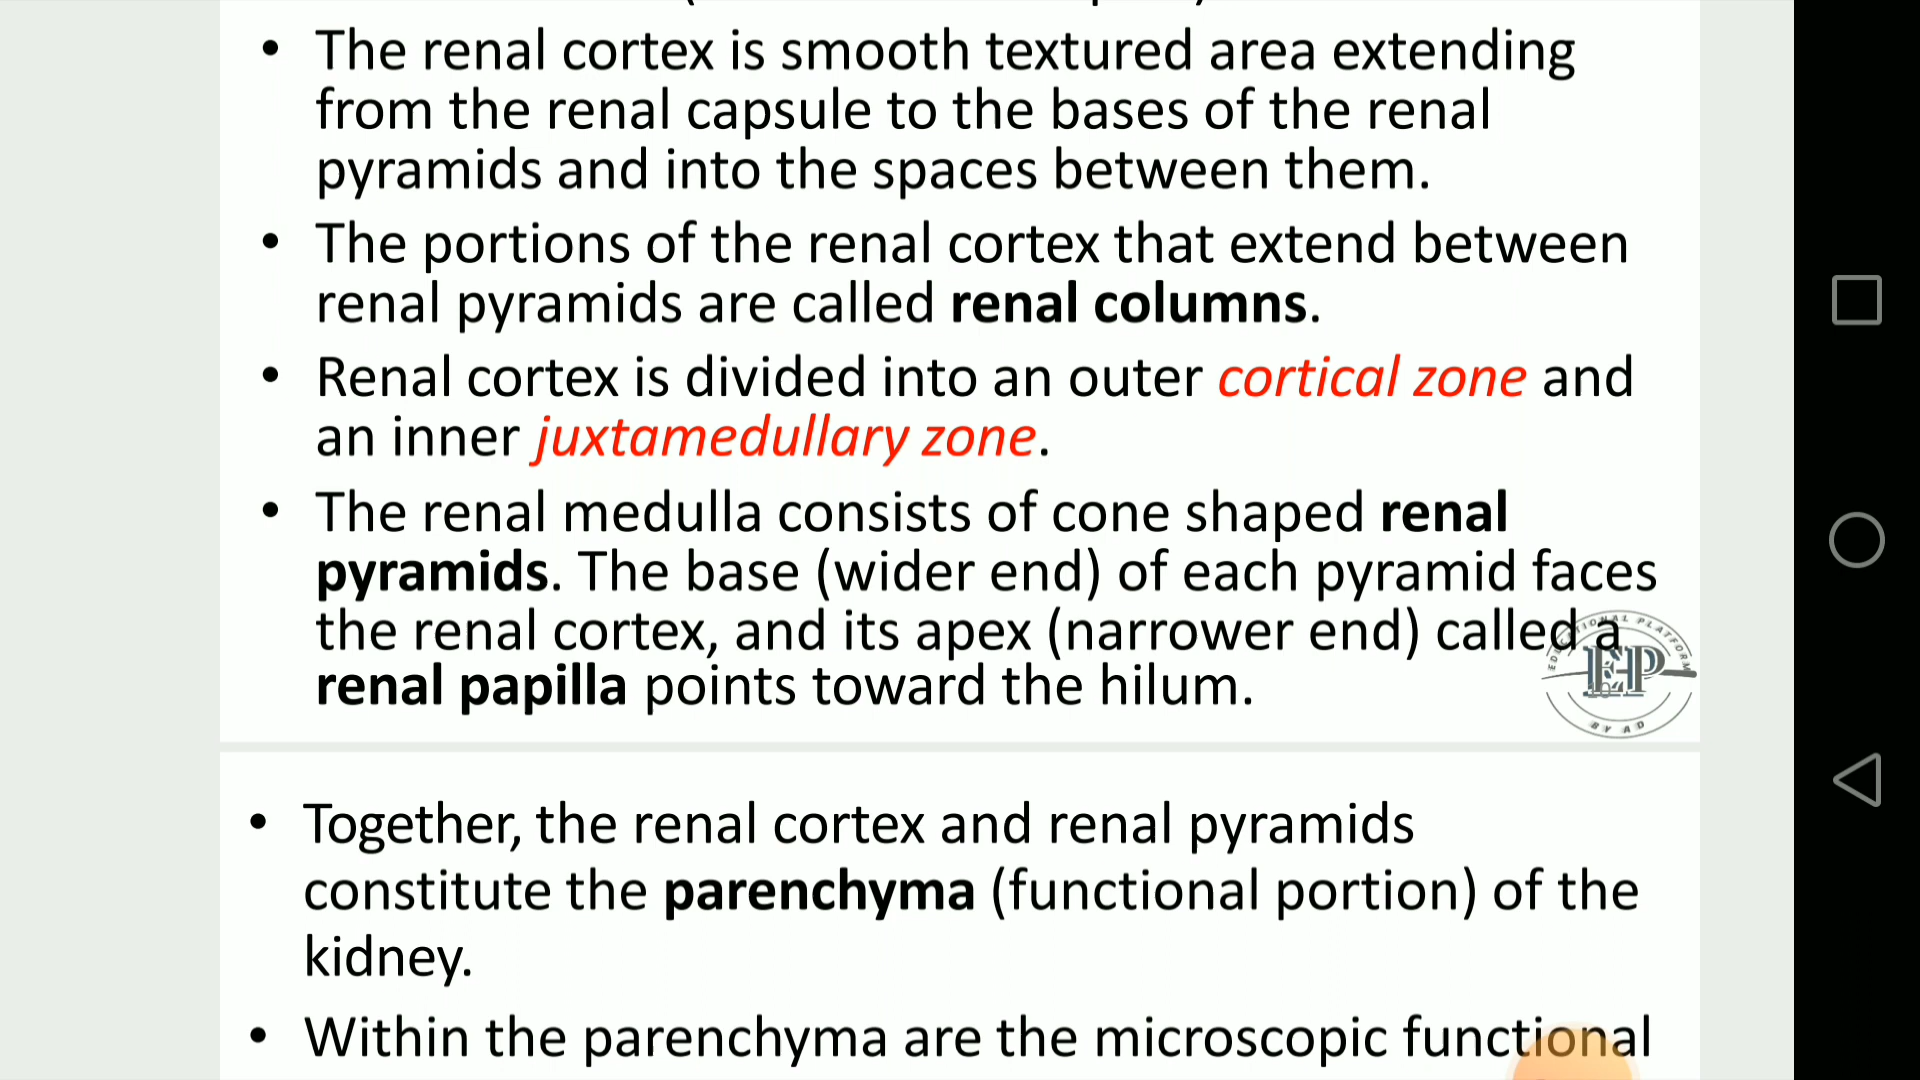 • The renal cortex is smooth textured area extending
from the renal capsule to the bases of the renal
pyramids and into the spaces between them.
• The portions of the renal cortex that extend between
renal pyramids are called renal columns.
• Renal cortex is divided into an outer cortical zone and
an inner juxtamedullary zone.
• The renal medulla consists of cone shaped renal
pyramids. The base (wider end) of each pyramid faces
the renal cortex, and its apex (narrower end) called a
renal papilla points toward the hilum.
EDUCATIONAL PLATFORM
EP
BY AD
• Together, the renal cortex and renal pyramids
constitute the parenchyma (functional portion) of the
kidney.
• Within the parenchyma are the microscopic functional